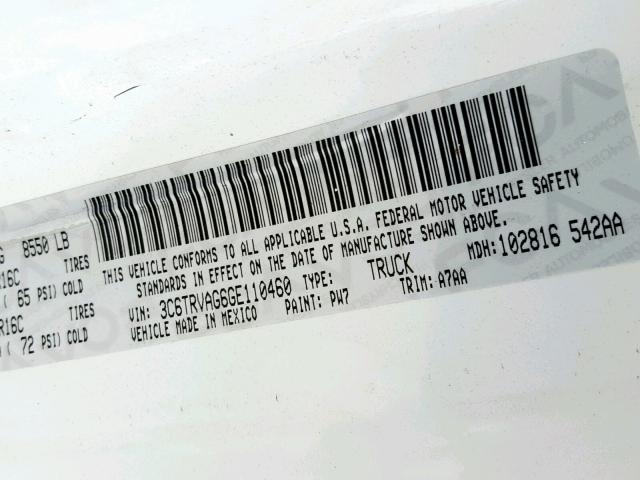 G 8550 LB
R16C TIRES
( 65 PSI) COLD
R16C TIRES
( 72 PSI) COLD
THIS VEHICLE CONFORMS TO ALL APPLICABLE U.S.A. FEDERAL MOTOR VEHICLE SAFETY
STANDARDS IN EFFECT ON THE DATE OF MANUFACTURE SHOWN ABOVE.
VIN: 3C6TRVAG6GE110460 TYPE: TRUCK MDH:102816 542AA
VEHICLE MADE IN MEXICO PAINT: PW7 TRIM: A7AA